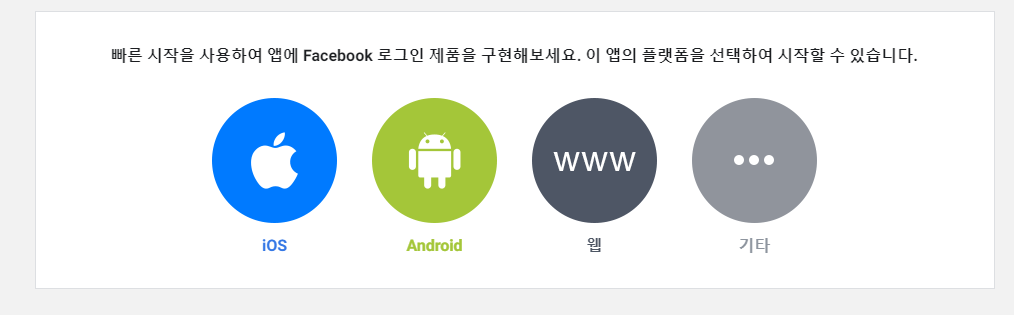 빠른 시작을 사용하여 앱에 Facebook 로그인 제품을 구현해보세요. 이 앱의 플랫폼을 선택하여 시작할 수 있습니다.
WWW
iOS Android 웹 기타